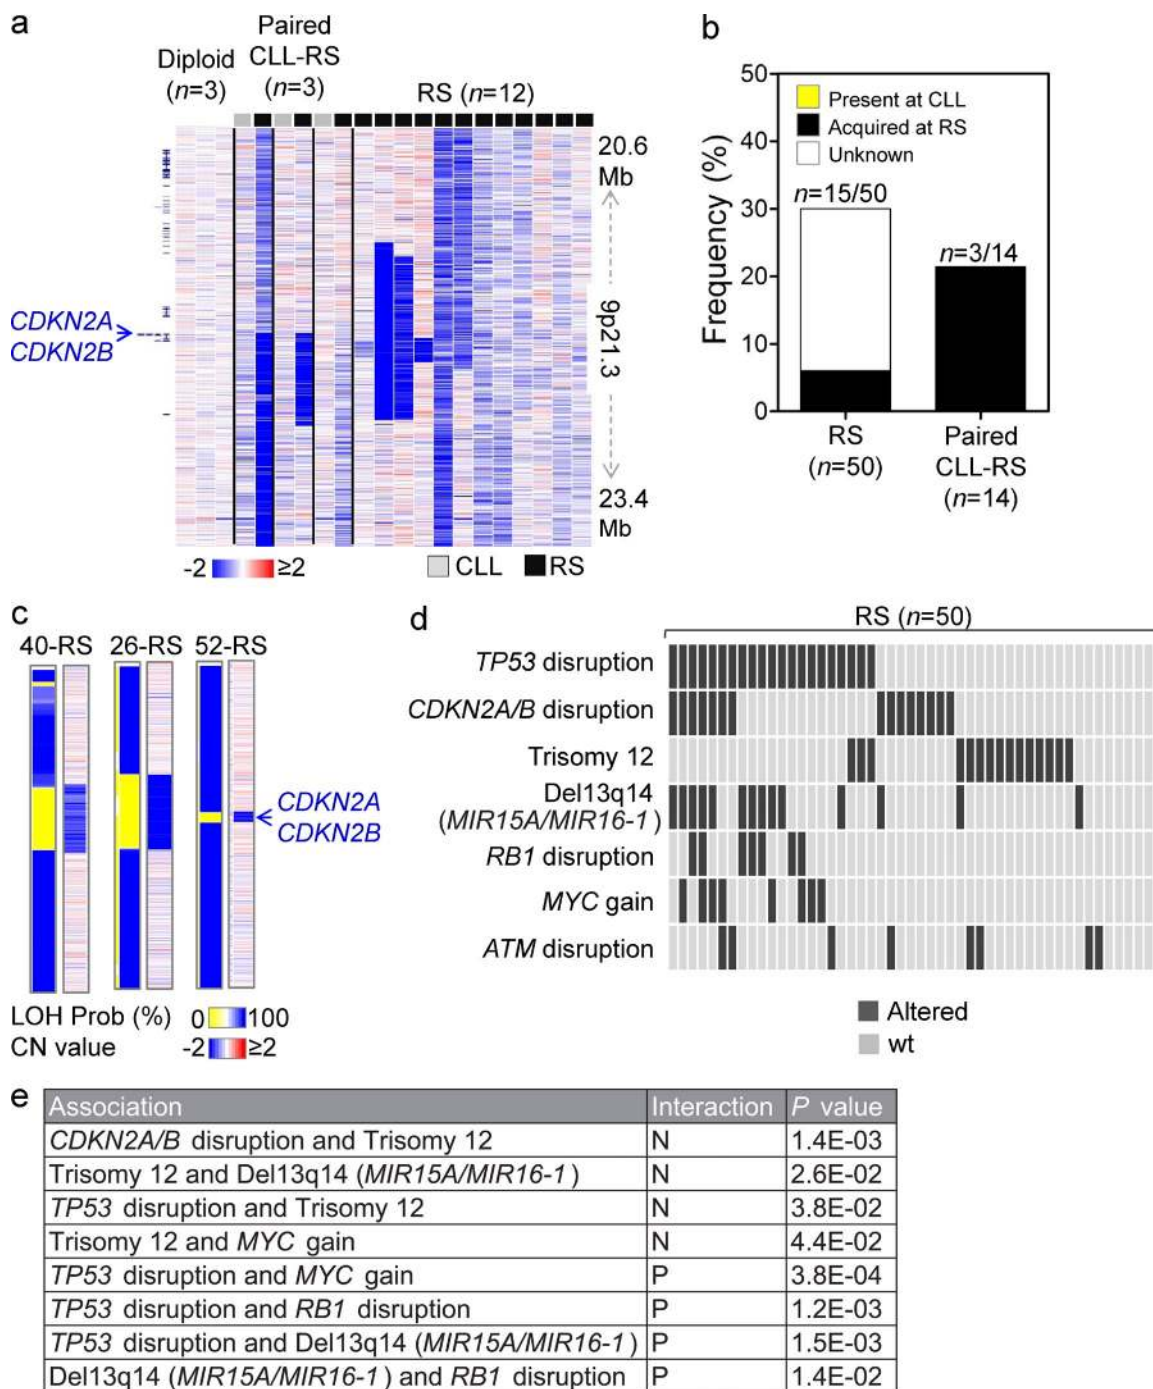 a
Diploid
(n=3)
Paired
CLL-RS
(n=3)
RS (n=12)
CDKN2A
CDKN2B
20.6
Mb
9p21.3
23.4
Mb
-2 ≥2
CLL RS
b
Frequency (%)
50
40
30
20
10
0
Present at CLL
Acquired at RS
Unknown
n=15/50
n=3/14
RS
(n=50)
Paired
CLL-RS
(n=14)
c
40-RS 26-RS 52-RS
CDKN2A
CDKN2B
LOH Prob (%) 0 100
CN value -2 ≥2
d
RS (n=50)
TP53 disruption
CDKN2A/B disruption
Trisomy 12
Del13q14
(MIR15A/MIR16-1)
RB1 disruption
MYC gain
ATM disruption
Altered
wt
e
Association Interaction P value
CDKN2A/B disruption and Trisomy 12 N 1.4E-03
Trisomy 12 and Del13q14 (MIR15A/MIR16-1) N 2.6E-02
TP53 disruption and Trisomy 12 N 3.8E-02
Trisomy 12 and MYC gain N 4.4E-02
TP53 disruption and MYC gain P 3.8E-04
TP53 disruption and RB1 disruption P 1.2E-03
TP53 disruption and Del13q14 (MIR15A/MIR16-1) P 1.5E-03
Del13q14 (MIR15A/MIR16-1) and RB1 disruption P 1.4E-02